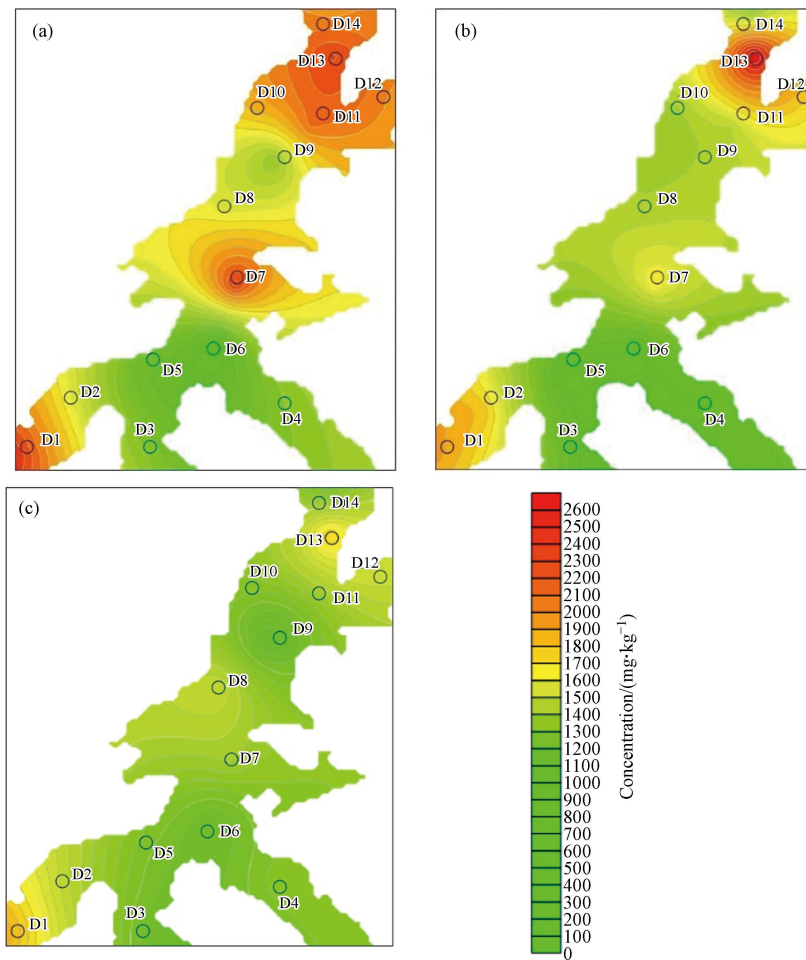 (a)
D14
D13
D12
D10
D11
D9
D8
D7
D6
D5
D2
D4
D1
D3
(b)
D14
D13
D12
D10
D11
D9
D8
D7
D6
D5
D2
D4
D1
D3
(c)
D14
D13
D12
D10
D11
D9
D8
D7
D6
D5
D2
D4
D1
D3
2600
2500
2400
2300
2200
2100
2000
1900
1800
1700
1600
1500
1400
1300
1200
1100
1000
900
800
700
600
500
400
300
200
100
0
Concentration/(mg·kg⁻¹)